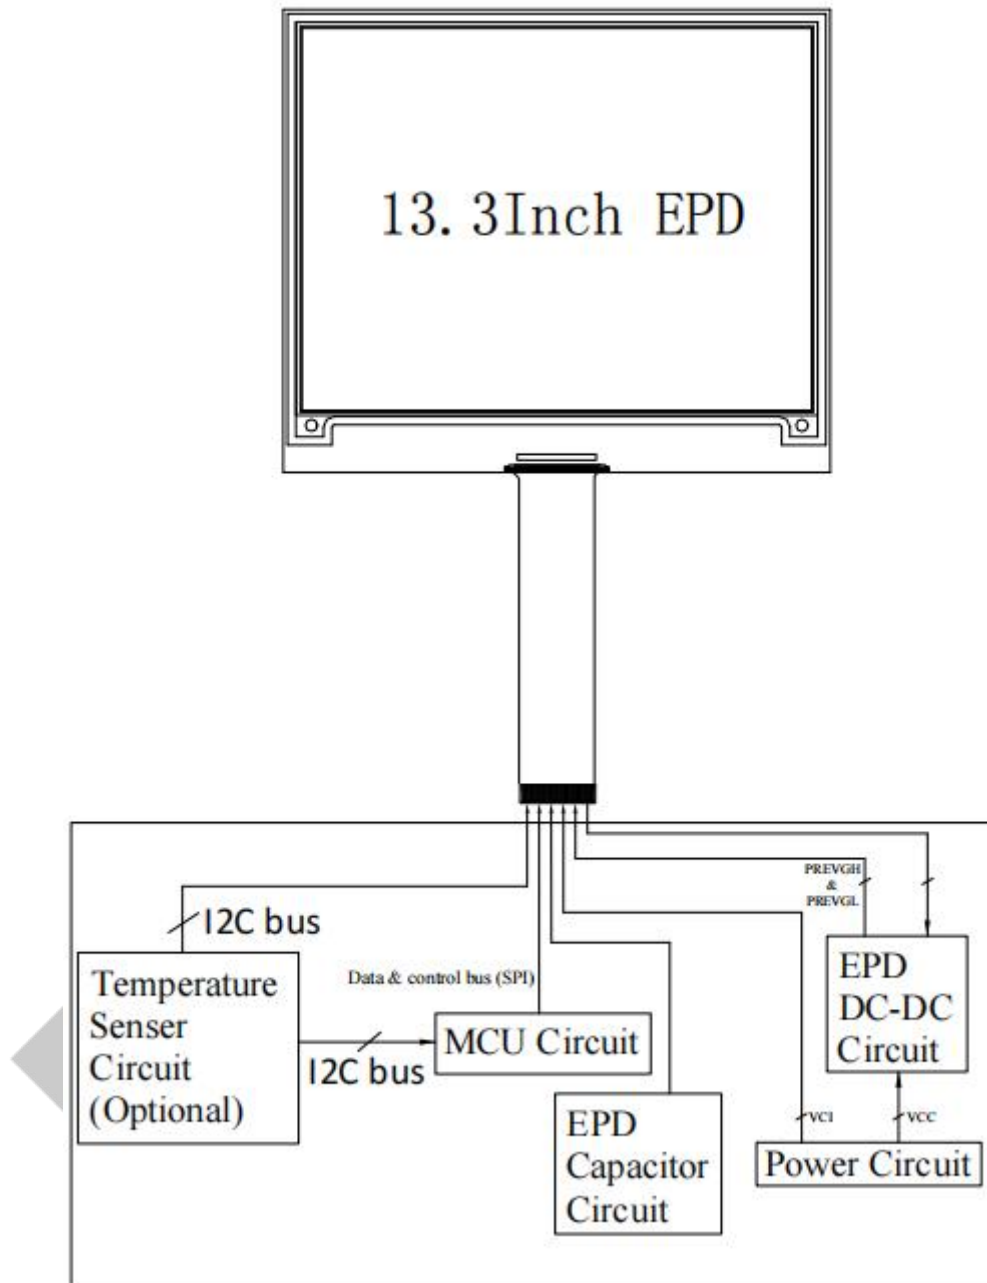 13.3Inch EPD
PREVGH
&
PREVGL
I2C bus
Temperature
Senser
Circuit
(Optional)
I2C bus
Data & control bus (SPI)
MCU Circuit
EPD
Capacitor
Circuit
EPD
DC-DC
Circuit
VCI
VCC
Power Circuit